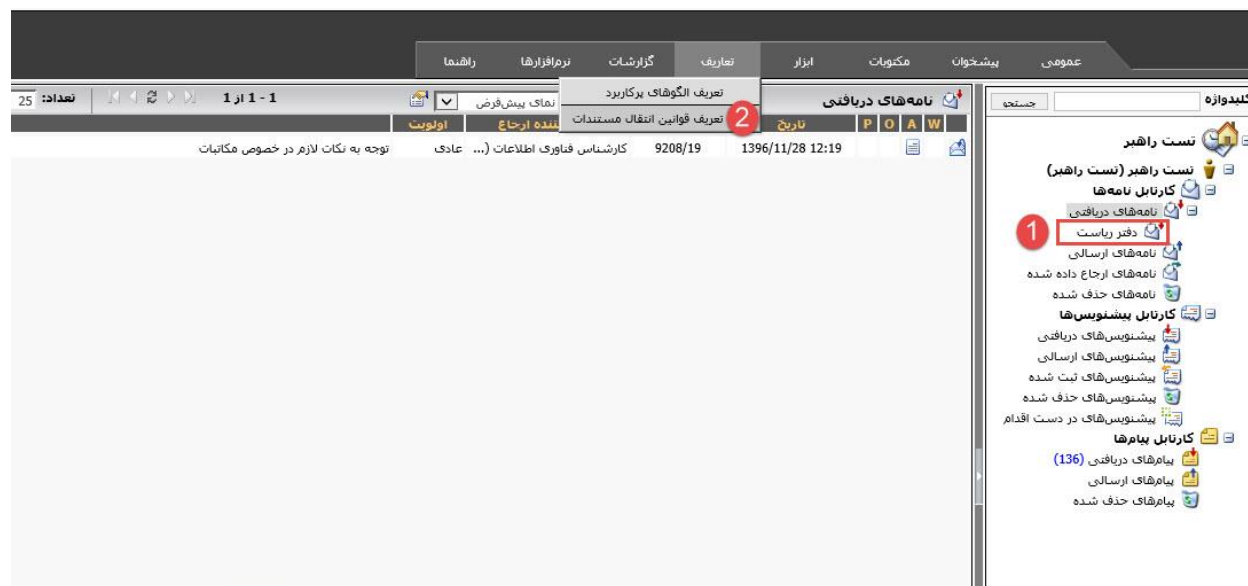 عمومی پیشخوان مکتوبات ابزار تعاریف گزارشات نرم‌افزارها راهنما
تعریف الگوهای پرکاربرد
تعریف قوانین انتقال مستندات
2
کلیدواژه جستجو
تست راهبر
تست راهبر (تست راهبر)
کارتابل نامه‌ها
نامه‌های دریافتی
دفتر ریاست
1
نامه‌های ارسالی
نامه‌های ارجاع داده شده
نامه‌های حذف شده
کارتابل پیشنویس‌ها
پیشنویس‌های دریافتی
پیشنویس‌های ارسالی
پیشنویس‌های ثبت شده
پیشنویس‌های حذف شده
پیشنویس‌های در دست اقدام
کارتابل پیام‌ها
پیام‌های دریافتی (136)
پیام‌های ارسالی
پیام‌های حذف شده
نامه‌های دریافتی نمای پیش‌فرض 1 - 1 از 1 تعداد: 25
W A O P تاریخ ارجاع اولویت
1396/11/28 12:19 9208/19 کارشناس فناوری اطلاعات (... عادی توجه به نکات لازم در خصوص مکاتبات